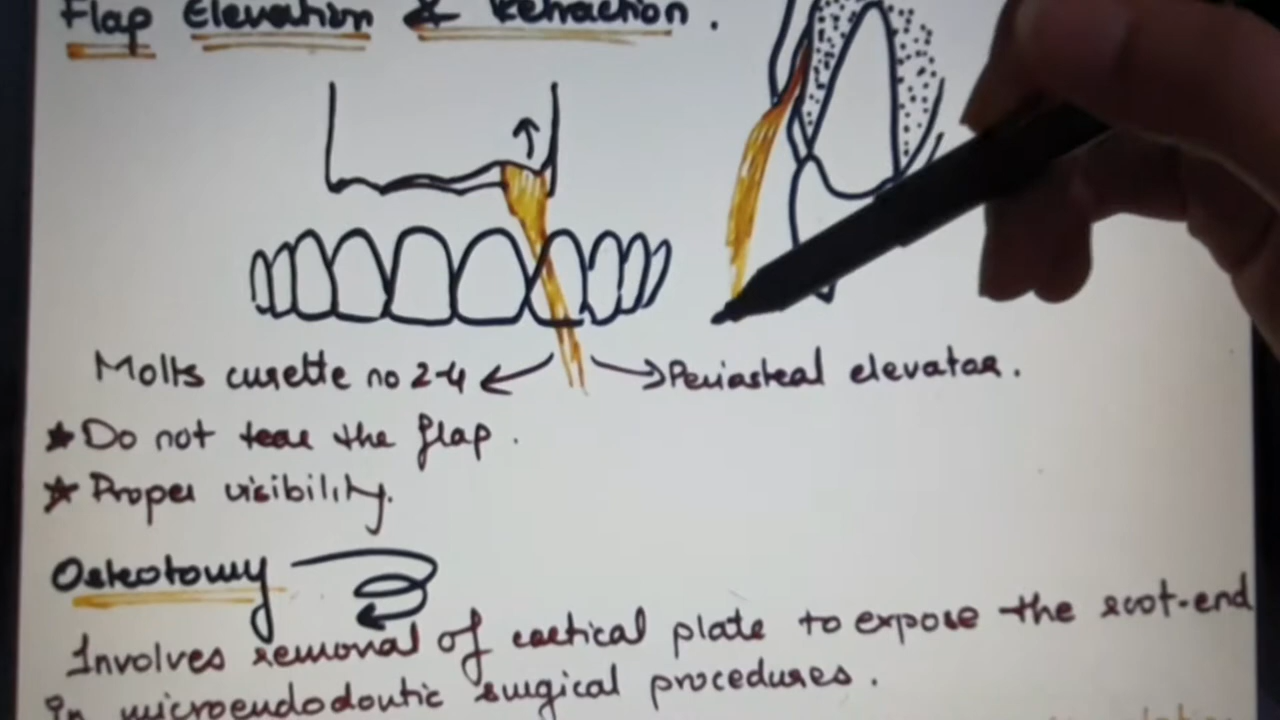 Flap Elevation & Retraction.
Molts curette no 2-4
Periosteal elevator.
★ Do not tear the flap.
★ Proper visibility.
Osteotomy
Involves removal of cortical plate to expose the root-end
in microendodontic surgical procedures.